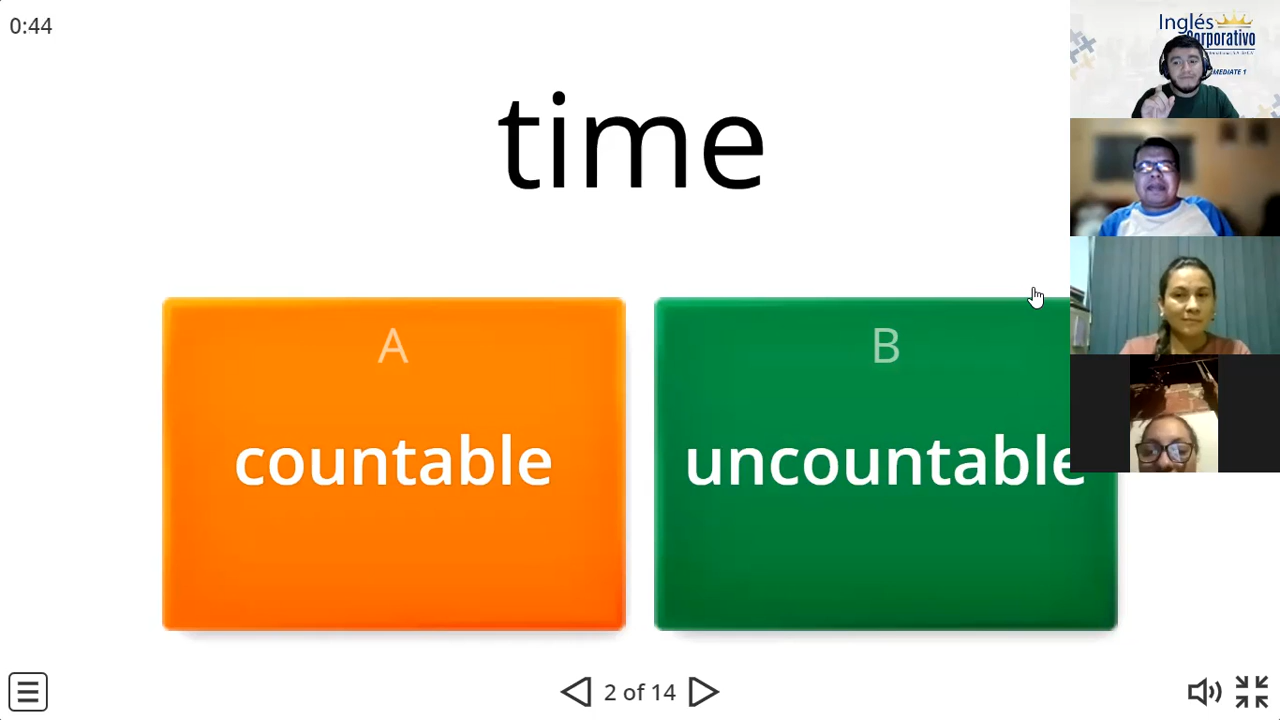 0:44
time
A
countable
B
uncountable
2 of 14
Inglés
Corporativo
MEDIATE 1